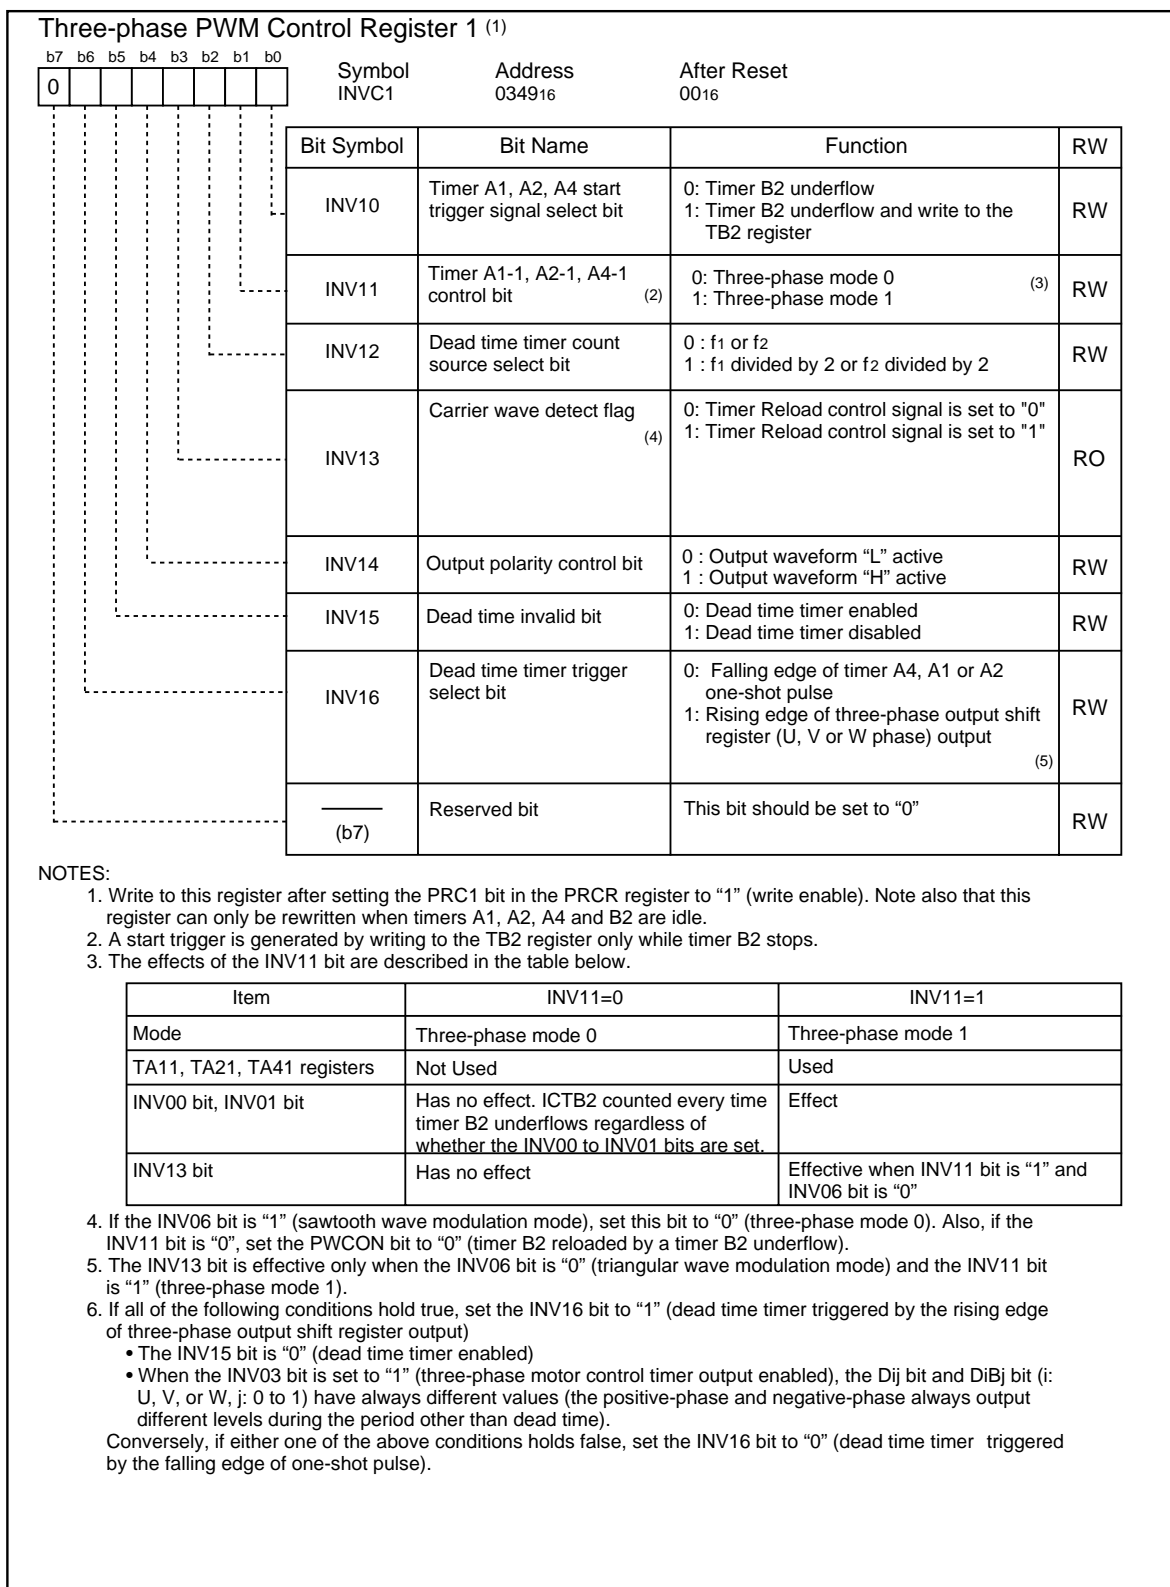 Three-phase PWM Control Register 1 (1)
b7 b6 b5 b4 b3 b2 b1 b0
0
Symbol Address After Reset
INVC1 034916 0016
Bit Symbol Bit Name Function RW
INV10
Timer A1, A2, A4 start
trigger signal select bit
0: Timer B2 underflow
1: Timer B2 underflow and write to the
TB2 register
RW
INV11
Timer A1-1, A2-1, A4-1
control bit (2)
0: Three-phase mode 0 (3)
1: Three-phase mode 1
RW
INV12
Dead time timer count
source select bit
0 : f1 or f2
1 : f1 divided by 2 or f2 divided by 2
RW
INV13
Carrier wave detect flag
(4)
0: Timer Reload control signal is set to "0"
1: Timer Reload control signal is set to "1"
RO
INV14
Output polarity control bit
0 : Output waveform “L” active
1 : Output waveform “H” active
RW
INV15
Dead time invalid bit
0: Dead time timer enabled
1: Dead time timer disabled
RW
INV16
Dead time timer trigger
select bit
0: Falling edge of timer A4, A1 or A2
one-shot pulse
1: Rising edge of three-phase output shift
register (U, V or W phase) output
(5)
RW
(b7)
Reserved bit
This bit should be set to “0”
RW
NOTES:
1. Write to this register after setting the PRC1 bit in the PRCR register to “1” (write enable). Note also that this
register can only be rewritten when timers A1, A2, A4 and B2 are idle.
2. A start trigger is generated by writing to the TB2 register only while timer B2 stops.
3. The effects of the INV11 bit are described in the table below.
Item INV11=0 INV11=1
Mode Three-phase mode 0 Three-phase mode 1
TA11, TA21, TA41 registers Not Used Used
INV00 bit, INV01 bit
Has no effect. ICTB2 counted every time
timer B2 underflows regardless of
whether the INV00 to INV01 bits are set.
Effect
INV13 bit
Has no effect
Effective when INV11 bit is “1” and
INV06 bit is “0”
4. If the INV06 bit is “1” (sawtooth wave modulation mode), set this bit to “0” (three-phase mode 0). Also, if the
INV11 bit is “0”, set the PWCON bit to “0” (timer B2 reloaded by a timer B2 underflow).
5. The INV13 bit is effective only when the INV06 bit is “0” (triangular wave modulation mode) and the INV11 bit
is “1” (three-phase mode 1).
6. If all of the following conditions hold true, set the INV16 bit to “1” (dead time timer triggered by the rising edge
of three-phase output shift register output)
• The INV15 bit is “0” (dead time timer enabled)
• When the INV03 bit is set to “1” (three-phase motor control timer output enabled), the Dij bit and DiBj bit (i:
U, V, or W, j: 0 to 1) have always different values (the positive-phase and negative-phase always output
different levels during the period other than dead time).
Conversely, if either one of the above conditions holds false, set the INV16 bit to “0” (dead time timer triggered
by the falling edge of one-shot pulse).